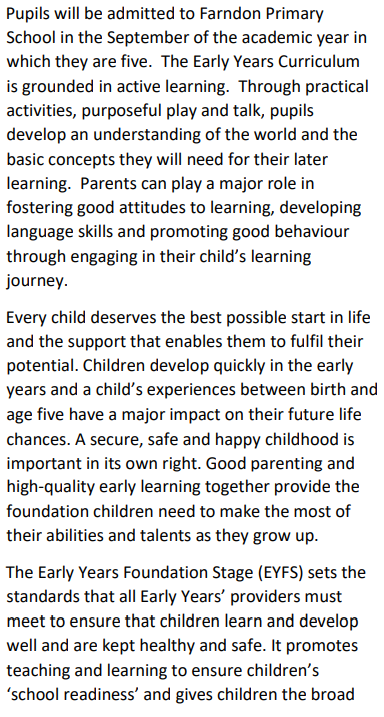 Pupils will be admitted to Farndon Primary
School in the September of the academic year in
which they are five.  The Early Years Curriculum
is grounded in active learning.  Through practical
activities, purposeful play and talk, pupils
develop an understanding of the world and the
basic concepts they will need for their later
learning.  Parents can play a major role in
fostering good attitudes to learning, developing
language skills and promoting good behaviour
through engaging in their child’s learning
journey.
Every child deserves the best possible start in life
and the support that enables them to fulfil their
potential. Children develop quickly in the early
years and a child’s experiences between birth and
age five have a major impact on their future life
chances. A secure, safe and happy childhood is
important in its own right. Good parenting and
high-quality early learning together provide the
foundation children need to make the most of
their abilities and talents as they grow up.
The Early Years Foundation Stage (EYFS) sets the
standards that all Early Years’ providers must
meet to ensure that children learn and develop
well and are kept healthy and safe. It promotes
teaching and learning to ensure children’s
‘school readiness’ and gives children the broad